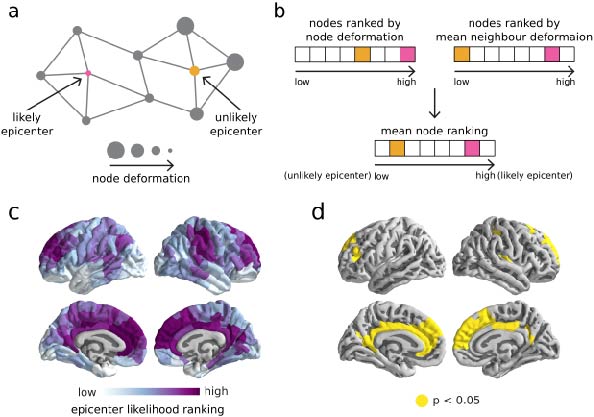 a
likely
epicenter
unlikely
epicenter
node deformation
b
nodes ranked by
node deformation
nodes ranked by
mean neighbour deformaion
low
high
low
high
mean node ranking
(unlikely epicenter)
low
high
(likely epicenter)
c
low
high
epicenter likelihood ranking
d
p < 0.05